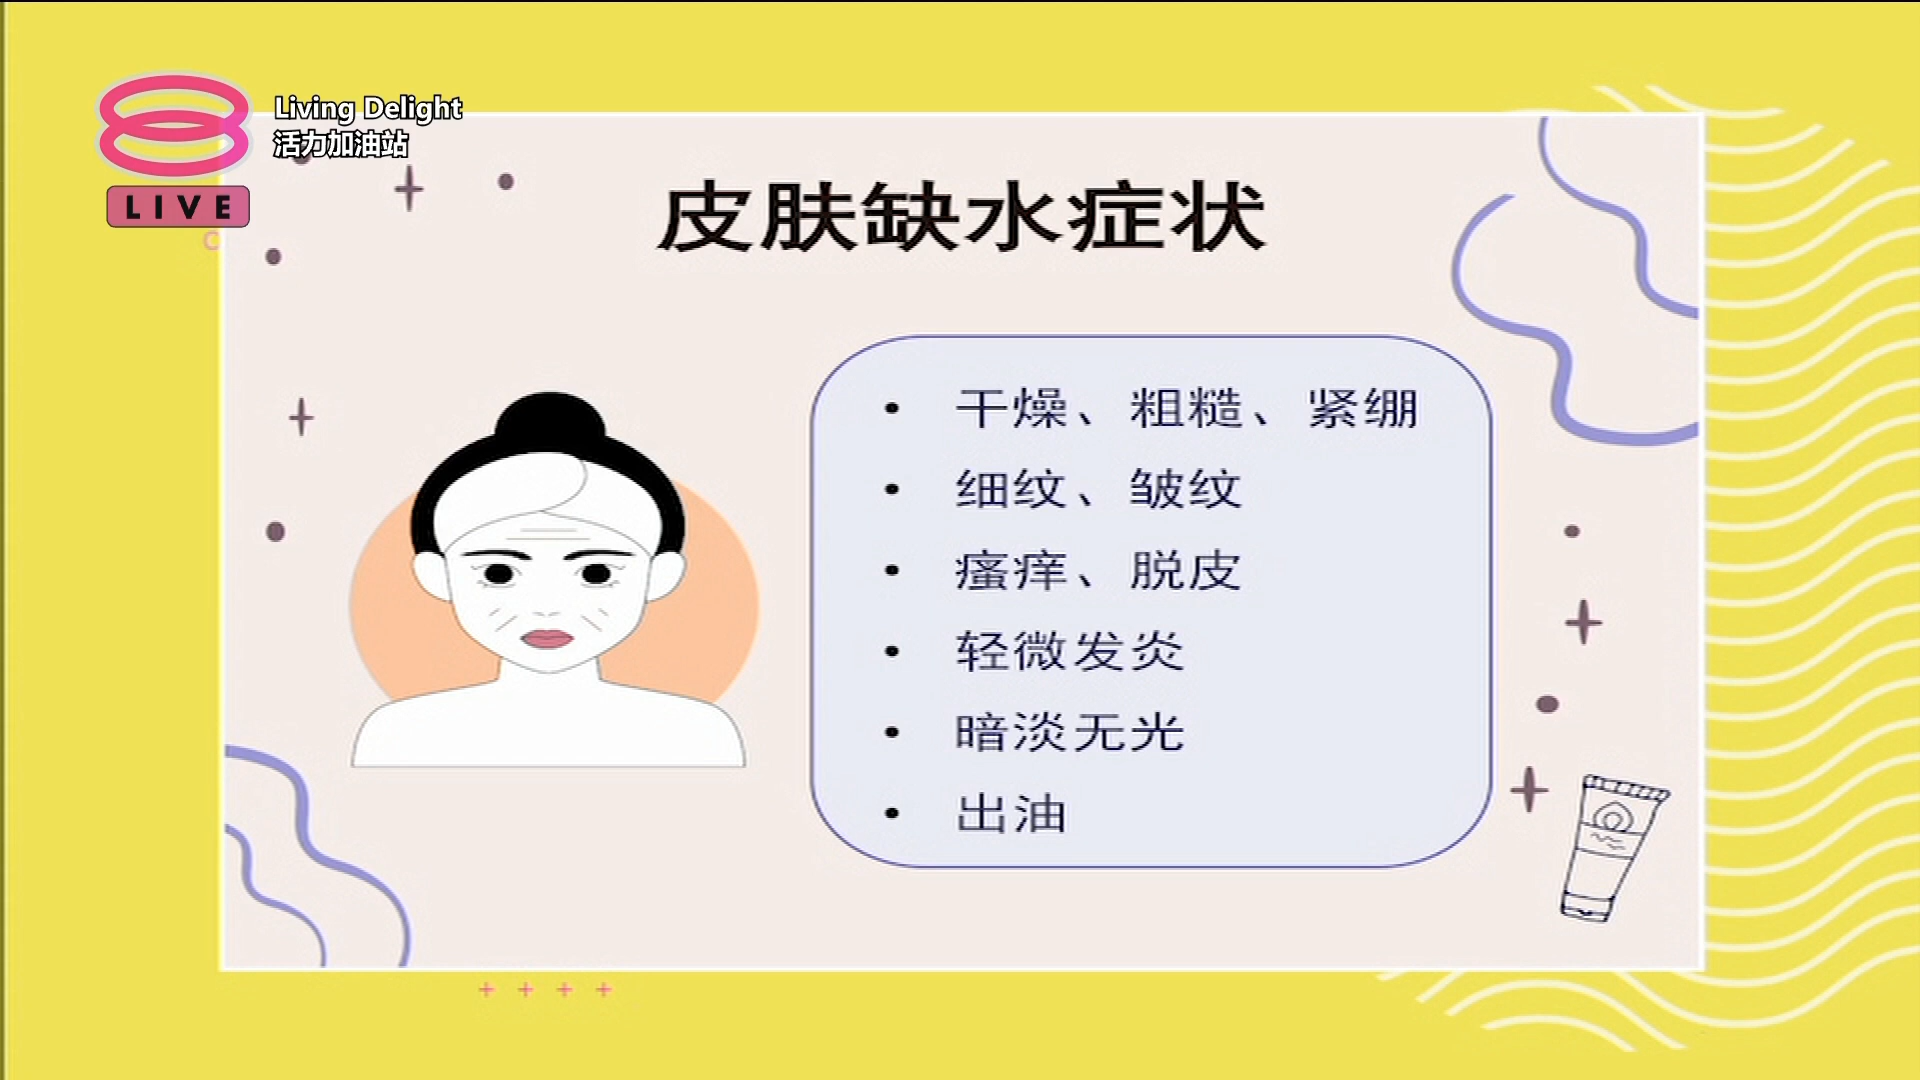 Living Delight
活力加油站
LIVE
皮肤缺水症状
• 干燥、粗糙、紧绷
• 细纹、皱纹
• 瘙痒、脱皮
• 轻微发炎
• 暗淡无光
• 出油